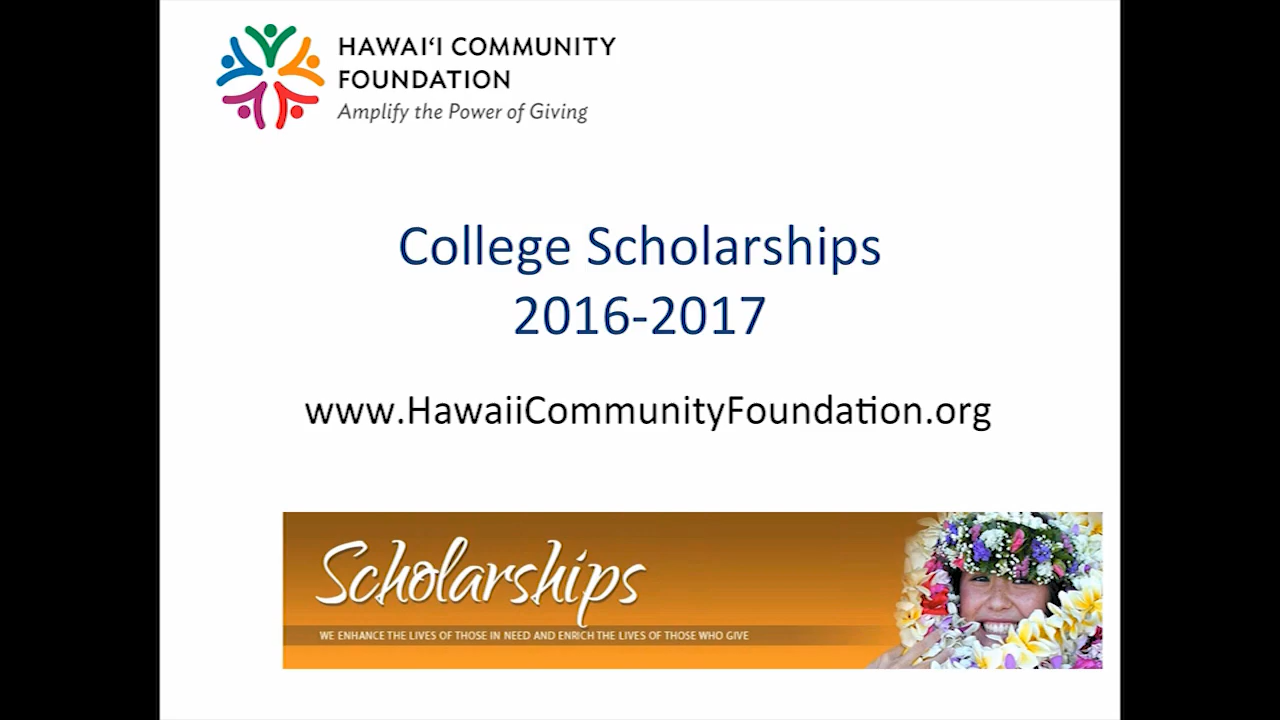 HAWAIʻI COMMUNITY
FOUNDATION
Amplify the Power of Giving
College Scholarships
2016-2017
www.HawaiiCommunityFoundation.org
Scholarships
WE ENHANCE THE LIVES OF THOSE IN NEED AND ENRICH THE LIVES OF THOSE WHO GIVE